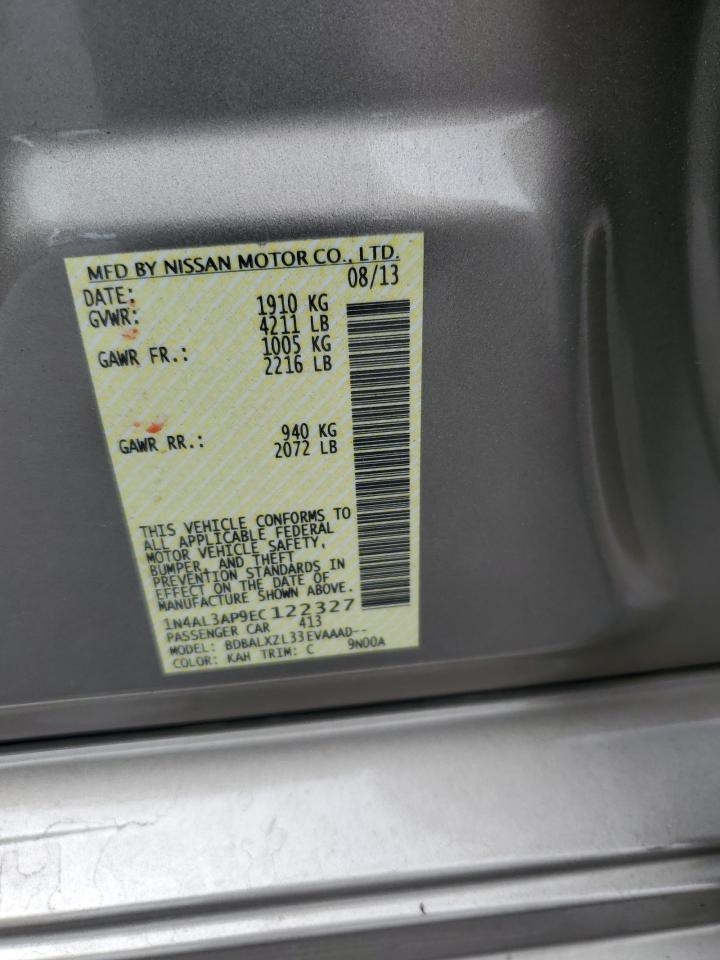 MFD BY NISSAN MOTOR CO., LTD.
DATE: 08/13
GVWR: 1910 KG
4211 LB
GAWR FR.: 1005 KG
2216 LB
GAWR RR.: 940 KG
2072 LB
THIS VEHICLE CONFORMS TO
ALL APPLICABLE FEDERAL
MOTOR VEHICLE SAFETY,
BUMPER, AND THEFT
PREVENTION STANDARDS IN
EFFECT ON THE DATE OF
MANUFACTURE SHOWN ABOVE.
1N4AL3AP9EC122327
PASSENGER CAR 413
MODEL: BDBALXZL33EVAAAD--
COLOR: KAH TRIM: C 9N00A